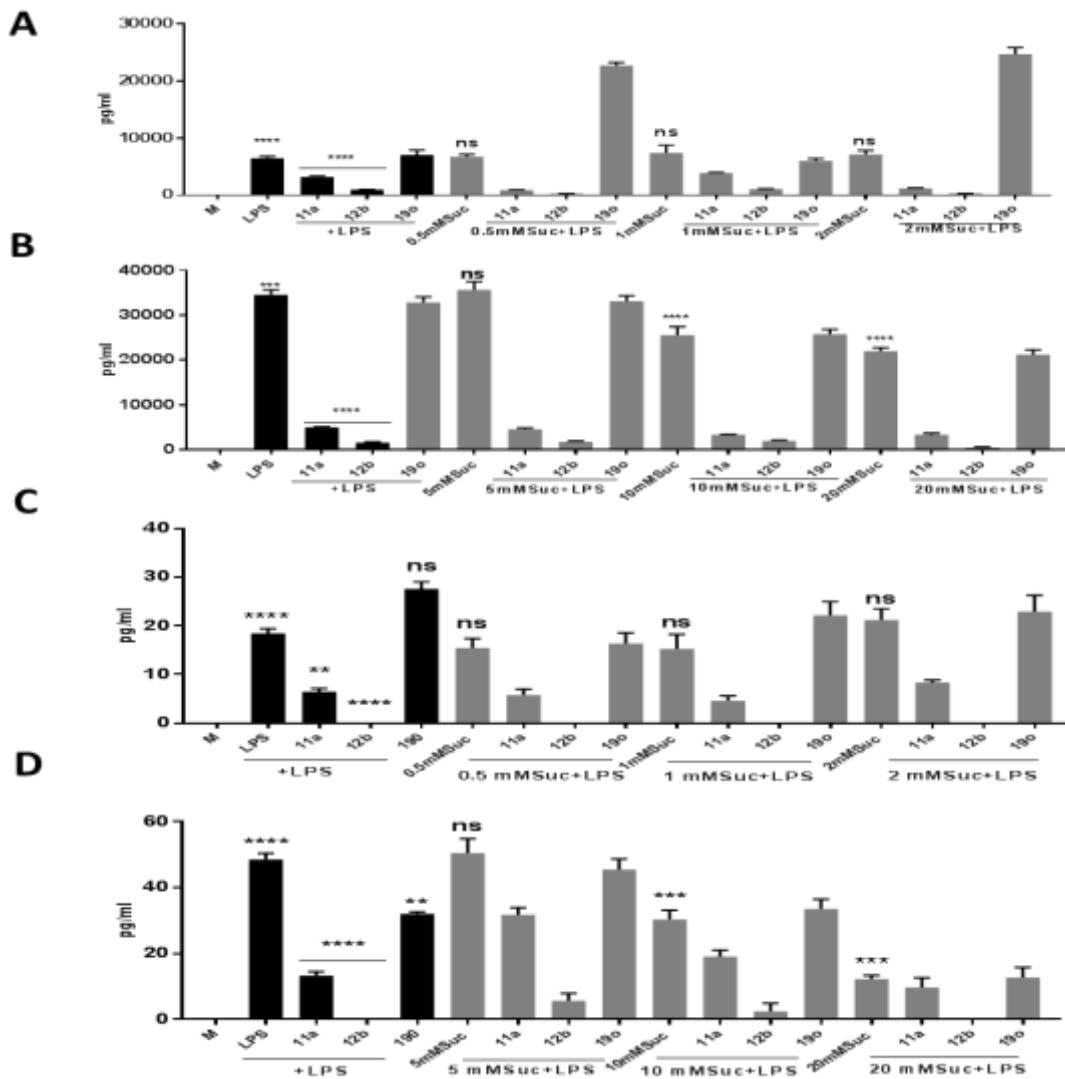 A
30000
20000
10000
0
pg/ml
**** **** ns ns ns
M LPS 11a 12b 19o 0.5mMSuc 11a 12b 19o 1mMSuc 11a 12b 19o 2mMSuc 11a 12b 19o
+LPS 0.5mMSuc+LPS 1mMSuc+LPS 2mMSuc+LPS
B
40000
30000
20000
10000
0
pg/ml
*** **** ns **** ****
M LPS 11a 12b 19o 5mMSuc 11a 12b 19o 10mMSuc 11a 12b 19o 20mMSuc 11a 12b 19o
+LPS 5mMSuc+LPS 10mMSuc+LPS 20mMSuc+LPS
C
40
30
20
10
0
pg/ml
**** ** **** ns ns ns ns
M LPS 11a 12b 190 0.5mMSuc 11a 12b 19o 1mMSuc 11a 12b 19o 2mMSuc 11a 12b 19o
+LPS 0.5 mMSuc+LPS 1 mMSuc+LPS 2 mMSuc+LPS
D
60
40
20
0
pg/ml
**** **** ** ns *** ***
M LPS 11a 12b 190 5mMSuc 11a 12b 19o 10mMSuc 11a 12b 19o 20mMSuc 11a 12b 19o
+LPS 5 mMSuc+LPS 10 mMSuc+LPS 20 mMSuc+LPS